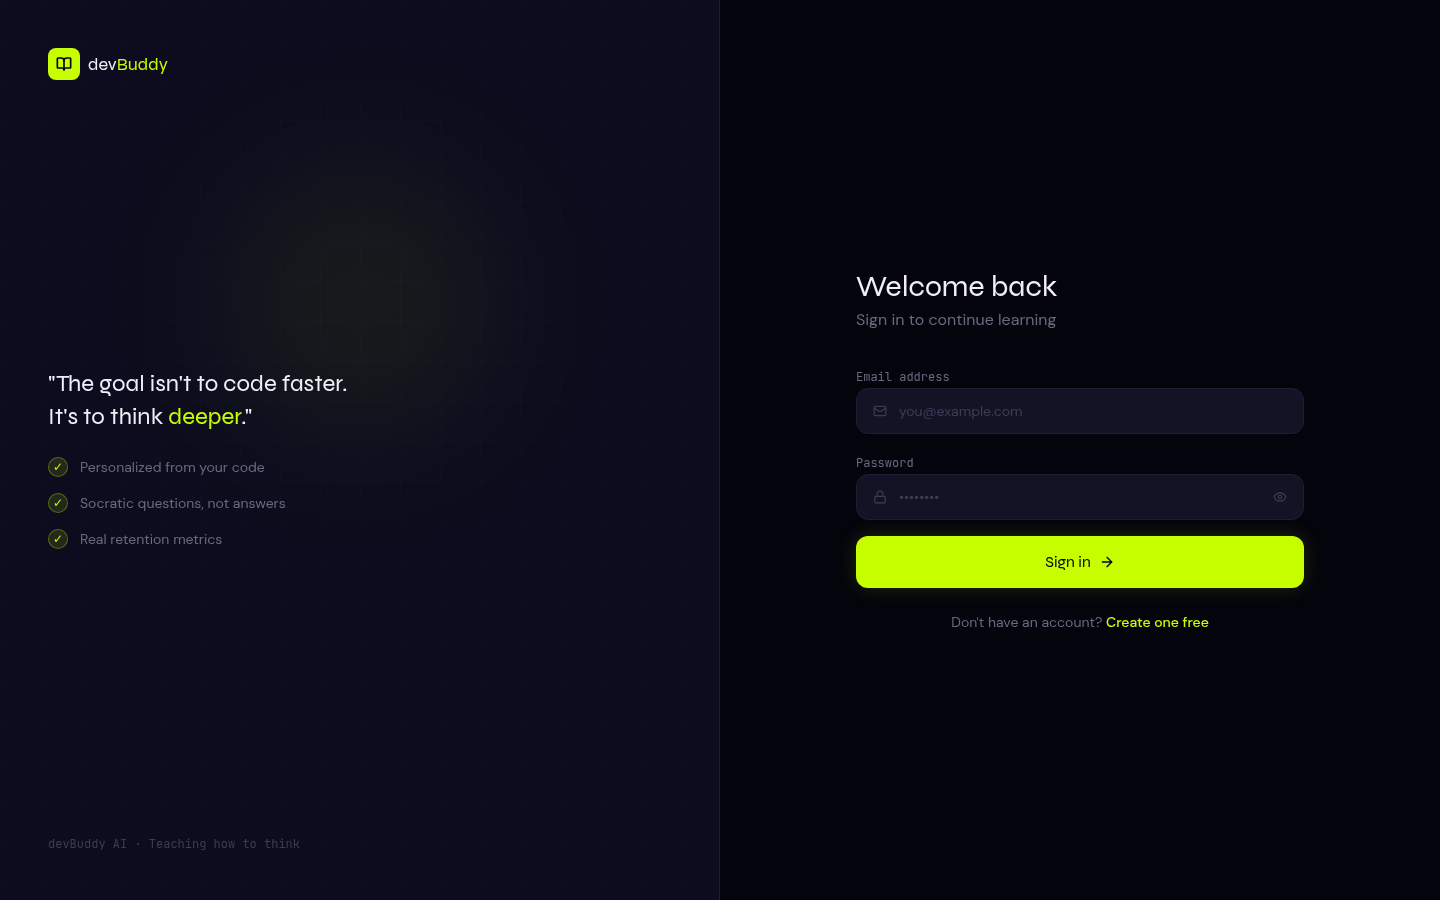 devBuddy
"The goal isn't to code faster.
It's to think deeper."
✓ Personalized from your code
✓ Socratic questions, not answers
✓ Real retention metrics
devBuddy AI · Teaching how to think
Welcome back
Sign in to continue learning
Email address
you@example.com
Password
••••••••
Sign in →
Don't have an account? Create one free